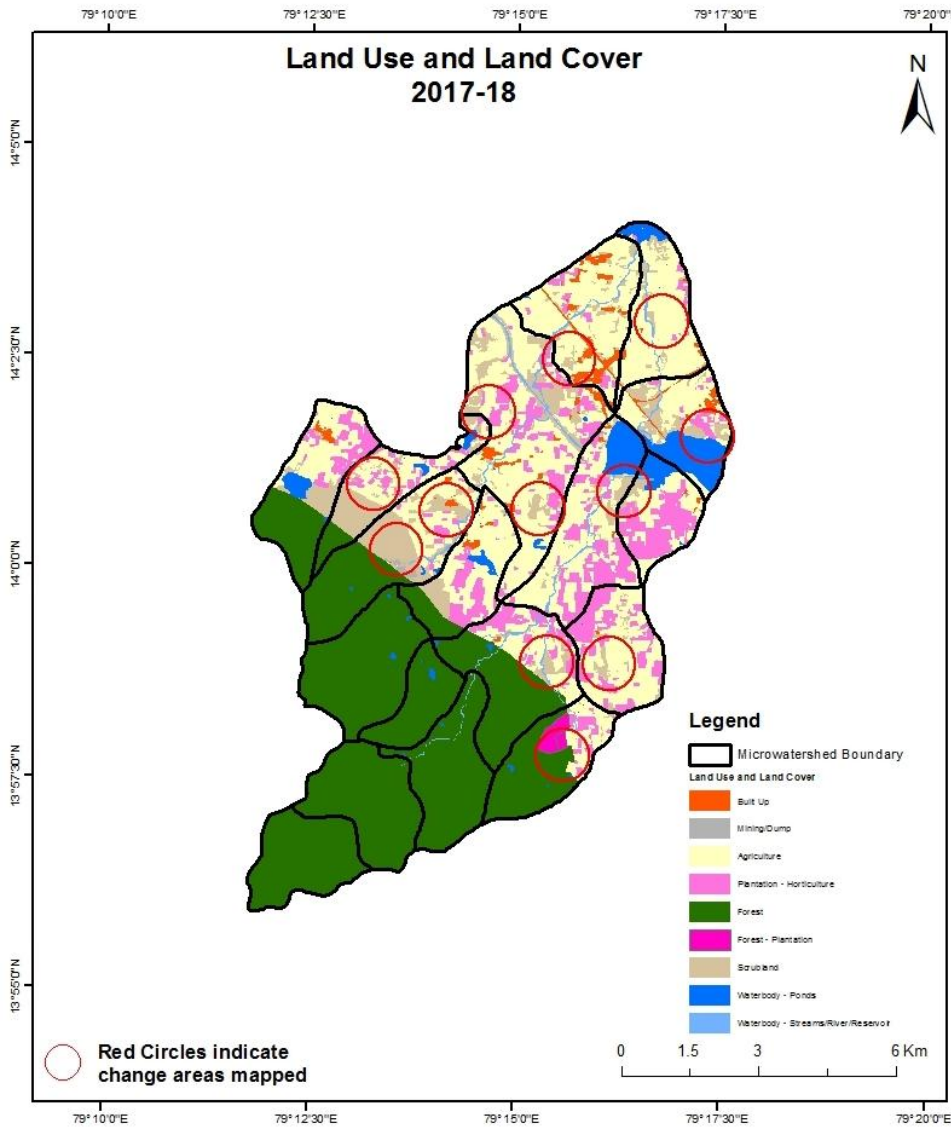 79°10'0"E 79°12'30"E 79°15'0"E 79°17'30"E 79°20'0"
Land Use and Land Cover
2017-18
N
14°5'0"N
14°2'30"N
14°0'0"N
13°57'30"N
13°55'0"N
Legend
Microwatershed Boundary
Land Use and Land Cover
Built Up
Mining/Dump
Agriculture
Plantation - Horticulture
Forest
Forest - Plantation
Scrubland
Waterbody - Ponds
Waterbody - Streams/River/Reservoir
Red Circles indicate
change areas mapped
0 1.5 3 6 Km
79°10'0"E 79°12'30"E 79°15'0"E 79°17'30"E 79°20'0"E